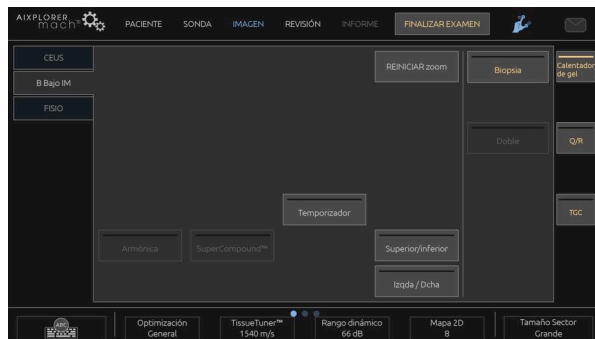 AIXPLORER
mach
PACIENTE
SONDA
IMAGEN
REVISIÓN
INFORME
FINALIZAR EXAMEN
CEUS
B Bajo IM
FISIO
REINICIAR zoom
Biopsia
Calentador
de gel
Doble
Q/R
Temporizador
TGC
Armónica
SuperCompound™
Superior/inferior
Izqda / Dcha
ABC
Optimización
General
TissueTuner™
1540 m/s
Rango dinámico
66 dB
Mapa 2D
8
Tamaño Sector
Grande